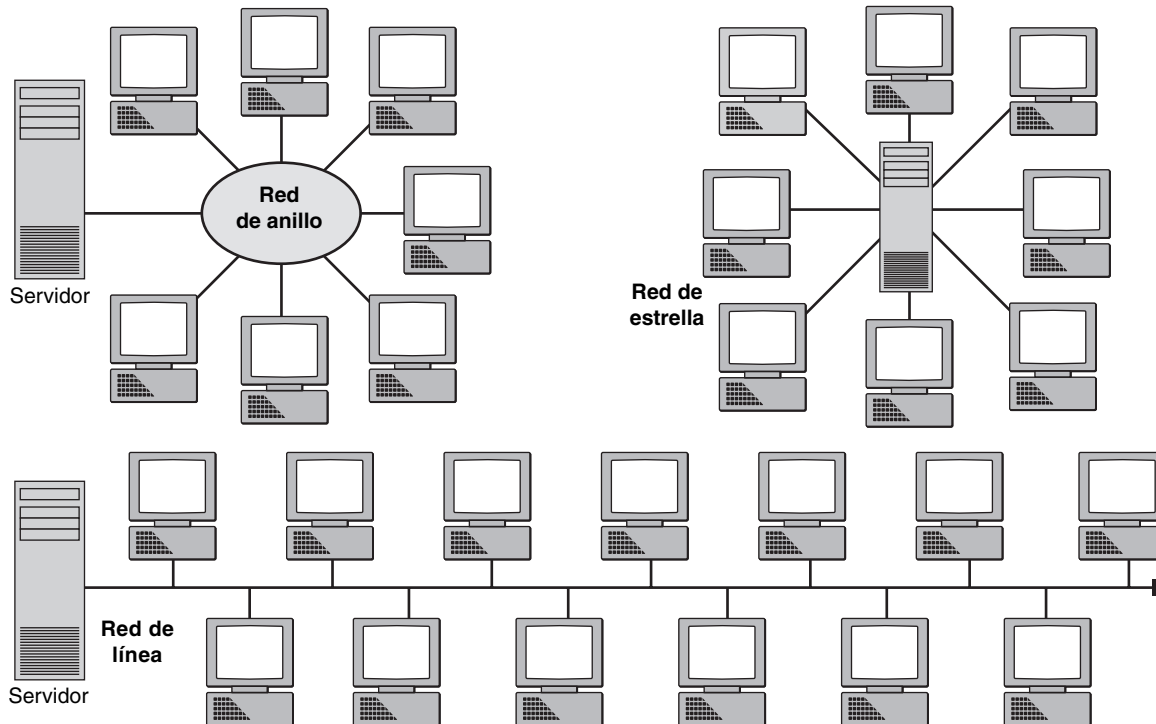 Red
de anillo
Servidor
Red de
estrella
Red de
línea
Servidor